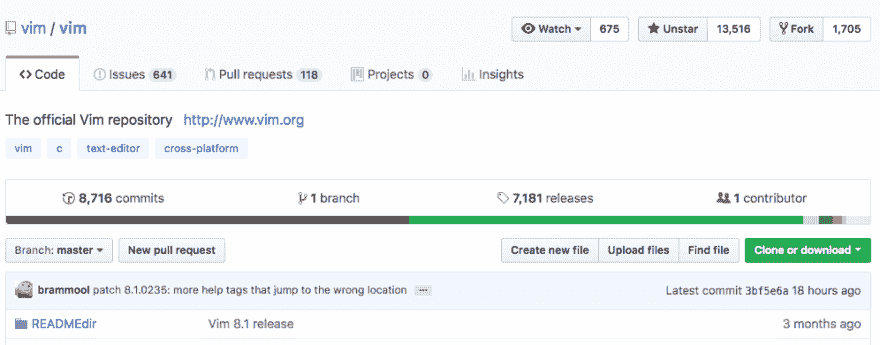 vim / vim Watch 675 Unstar 13,516 Fork 1,705
Code Issues 641 Pull requests 118 Projects 0 Insights
The official Vim repository http://www.vim.org
vim c text-editor cross-platform
8,716 commits 1 branch 7,181 releases 1 contributor
Branch: master New pull request Create new file Upload files Find file Clone or download
brammool patch 8.1.0235: more help tags that jump to the wrong location ... Latest commit 3bf5e6a 18 hours ago
READMEdir Vim 8.1 release 3 months ago